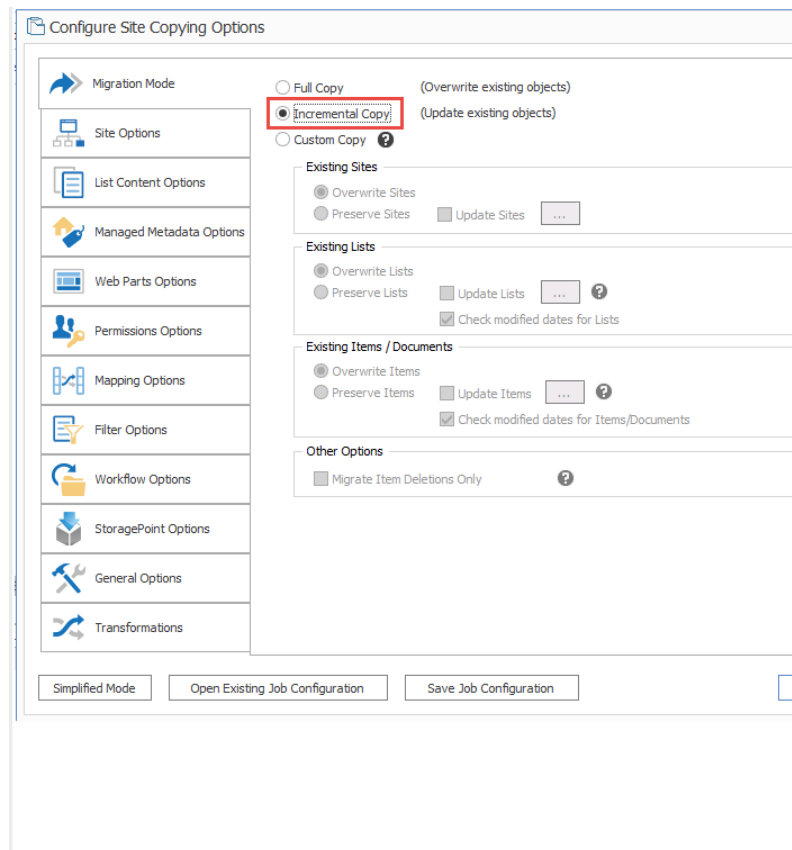 Configure Site Copying Options
Migration Mode
Site Options
List Content Options
Managed Metadata Options
Web Parts Options
Permissions Options
Mapping Options
Filter Options
Workflow Options
StoragePoint Options
General Options
Transformations
Full Copy (Overwrite existing objects)
Incremental Copy (Update existing objects)
Custom Copy ?
Existing Sites
Overwrite Sites
Preserve Sites Update Sites ...
Existing Lists
Overwrite Lists
Preserve Lists Update Lists ... ?
Check modified dates for Lists
Existing Items / Documents
Overwrite Items
Preserve Items Update Items ... ?
Check modified dates for Items/Documents
Other Options
Migrate Item Deletions Only ?
Simplified Mode Open Existing Job Configuration Save Job Configuration